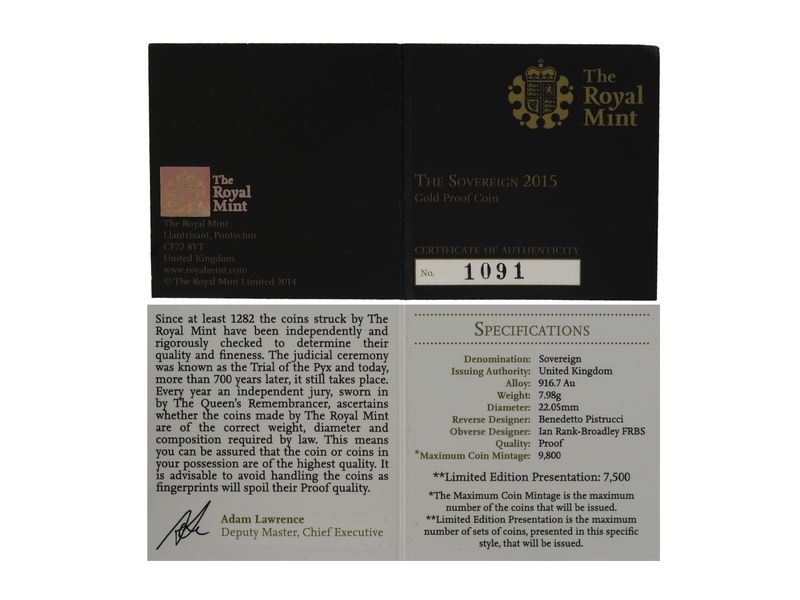 The
Royal
Mint
The Sovereign 2015
Gold Proof Coin
CERTIFICATE OF AUTHENTICITY
No. 1091
The
Royal
Mint
The Royal Mint
Llantrisant, Pontyclun
CF72 8YT
United Kingdom
www.royalmint.com
© The Royal Mint Limited 2014
Since at least 1282 the coins struck by The
Royal Mint have been independently and
rigorously checked to determine their
quality and fineness. The judicial ceremony
was known as the Trial of the Pyx and today,
more than 700 years later, it still takes place.
Every year an independent jury, sworn in
by The Queen's Remembrancer, ascertains
whether the coins made by The Royal Mint
are of the correct weight, diameter and
composition required by law. This means
you can be assured that the coin or coins in
your possession are of the highest quality. It
is advisable to avoid handling the coins as
fingerprints will spoil their Proof quality.
Adam Lawrence
Deputy Master, Chief Executive
Specifications
Denomination: Sovereign
Issuing Authority: United Kingdom
Alloy: 916.7 Au
Weight: 7.98g
Diameter: 22.05mm
Reverse Designer: Benedetto Pistrucci
Obverse Designer: Ian Rank-Broadley FRBS
Quality: Proof
*Maximum Coin Mintage: 9,800
**Limited Edition Presentation: 7,500
*The Maximum Coin Mintage is the maximum
number of the coins that will be issued.
**Limited Edition Presentation is the maximum
number of sets of coins, presented in this specific
style, that will be issued.